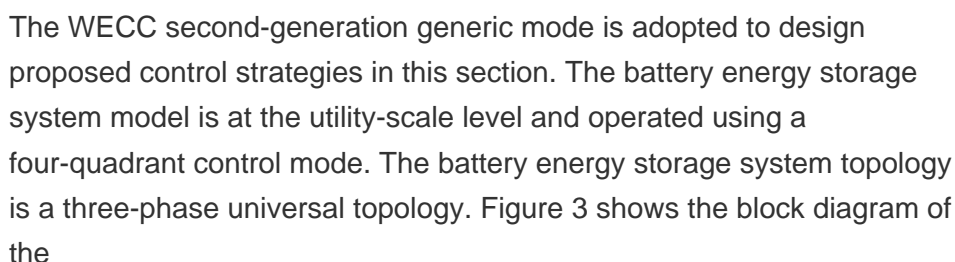 The WECC second-generation generic mode is adopted to design
proposed control strategies in this section. The battery energy storage
system model is at the utility-scale level and operated using a
four-quadrant control mode. The battery energy storage system topology
is a three-phase universal topology. Figure 3 shows the block diagram of
the